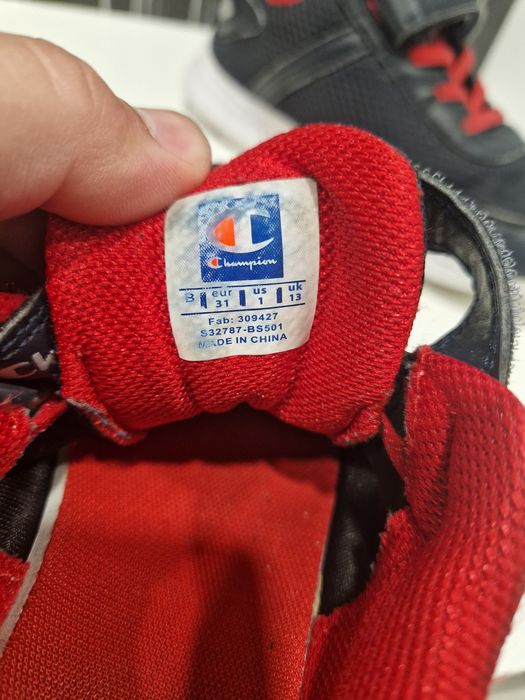 Champion
B eur us uk
31 1 13
Fab: 309427
S32787-BS501
MADE IN CHINA